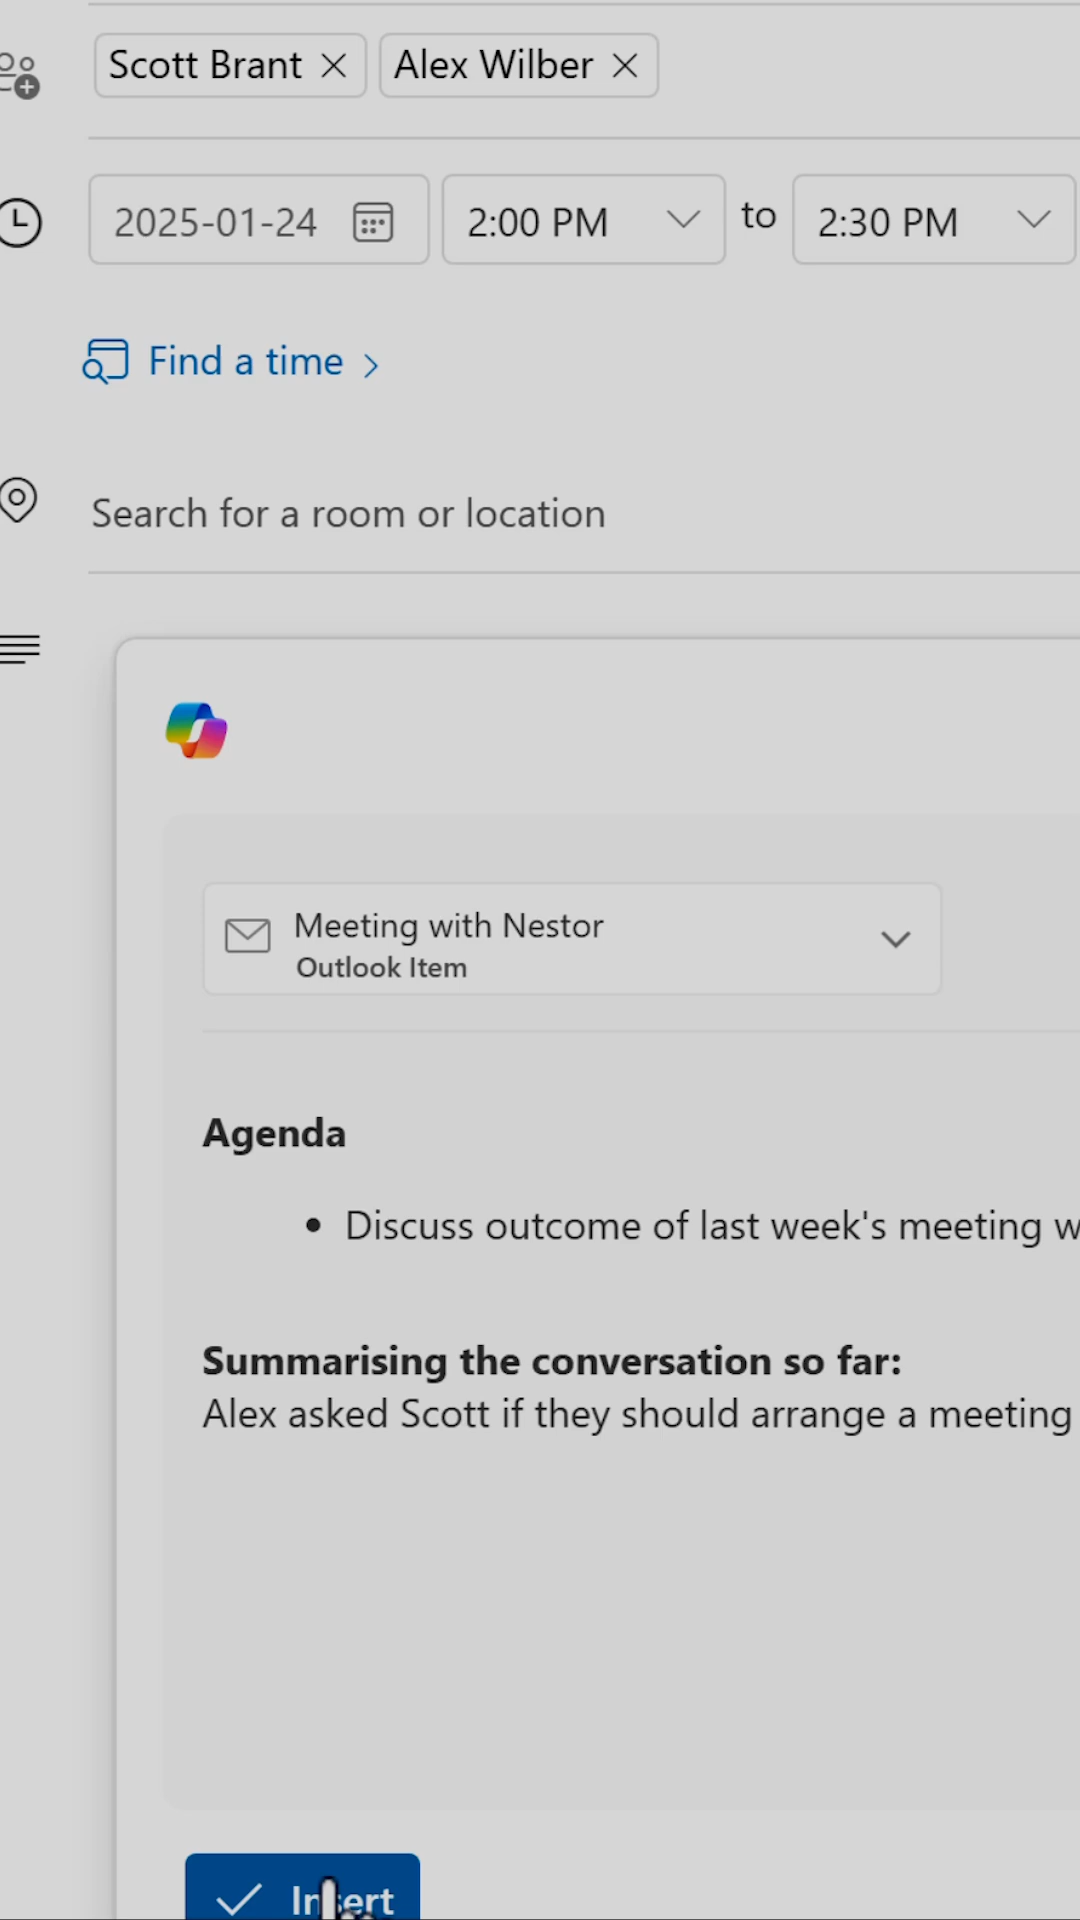 Scott Brant Alex Wilber
2025-01-24 2:00 PM to 2:30 PM
Find a time
Search for a room or location
Meeting with Nestor
Outlook Item
Agenda
• Discuss outcome of last week's meeting w
Summarising the conversation so far:
Alex asked Scott if they should arrange a meeting
Insert